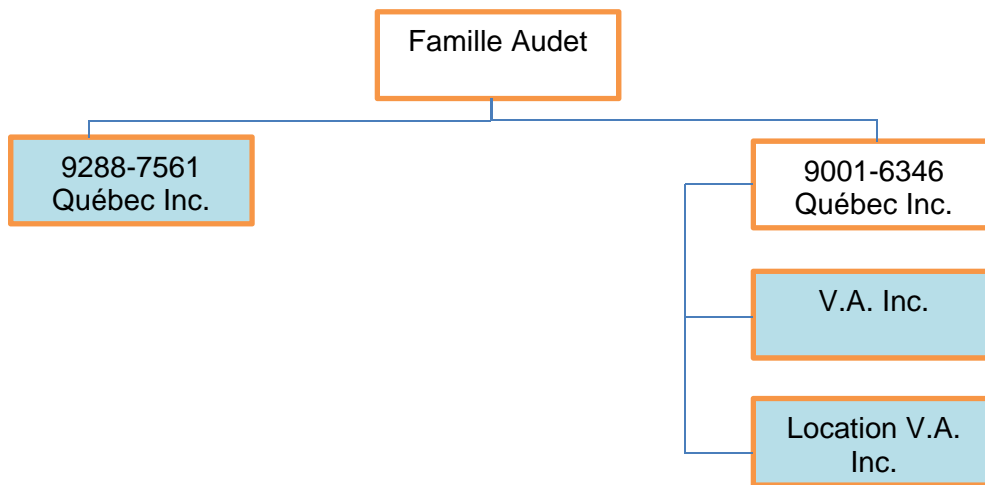 Famille Audet
9288-7561
Québec Inc.
9001-6346
Québec Inc.
V.A. Inc.
Location V.A.
Inc.